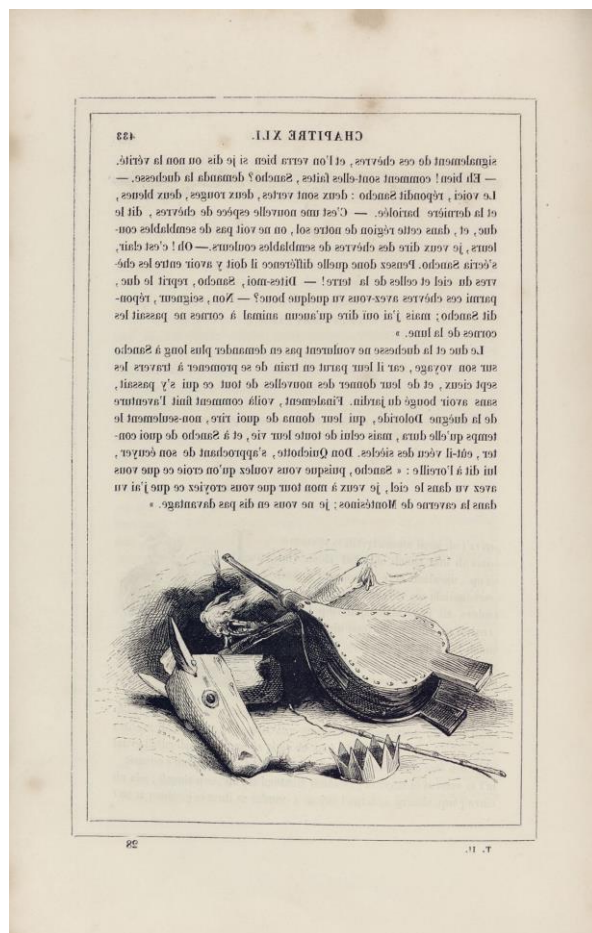 CHAPITRE XLI. 433
signalement de ces chèvres, et l'on verra bien si je dis ou non la vérité.
— Eh bien! comment sont-elles faites, Sancho? demanda la duchesse. —
Le voici, répondit Sancho : deux sont vertes, deux rouges, deux bleues,
et la dernière bariolée. — C'est une nouvelle espèce de chèvres, dit le
duc, et, dans cette région de notre sol, on ne voit pas de semblables cou-
leurs, je veux dire des chèvres de semblables couleurs. — Oh! c'est clair,
s'écria Sancho. Pensez donc quelle différence il doit y avoir entre les chè-
vres du ciel et celles de la terre! — Dites-moi, Sancho, reprit le duc,
parmi ces chèvres avez-vous vu quelque bouc? — Non, seigneur, répon-
dit Sancho; mais j'ai ouï dire qu'aucun animal à cornes ne passait les
cornes de la lune. »
Le duc et la duchesse ne voulurent pas en demander plus long à Sancho
sur son voyage, car il leur parut en train de se promener à travers les
sept cieux, et de leur donner des nouvelles de tout ce qui s'y passait,
sans avoir bougé du jardin. Finalement, voilà comment finit l'aventure
de la duègne Doloride, qui leur donna de quoi rire, non-seulement le
temps qu'elle dura, mais celui de toute leur vie, et à Sancho de quoi con-
ter, eût-il vécu des siècles. Don Quichotte, s'approchant de son écuyer,
lui dit à l'oreille : « Sancho, puisque vous voulez qu'on croie ce que vous
avez vu dans le ciel, je veux à mon tour que vous croyiez ce que j'ai vu
dans la caverne de Montésinos; je ne vous en dis pas davantage. »
T. II. 28